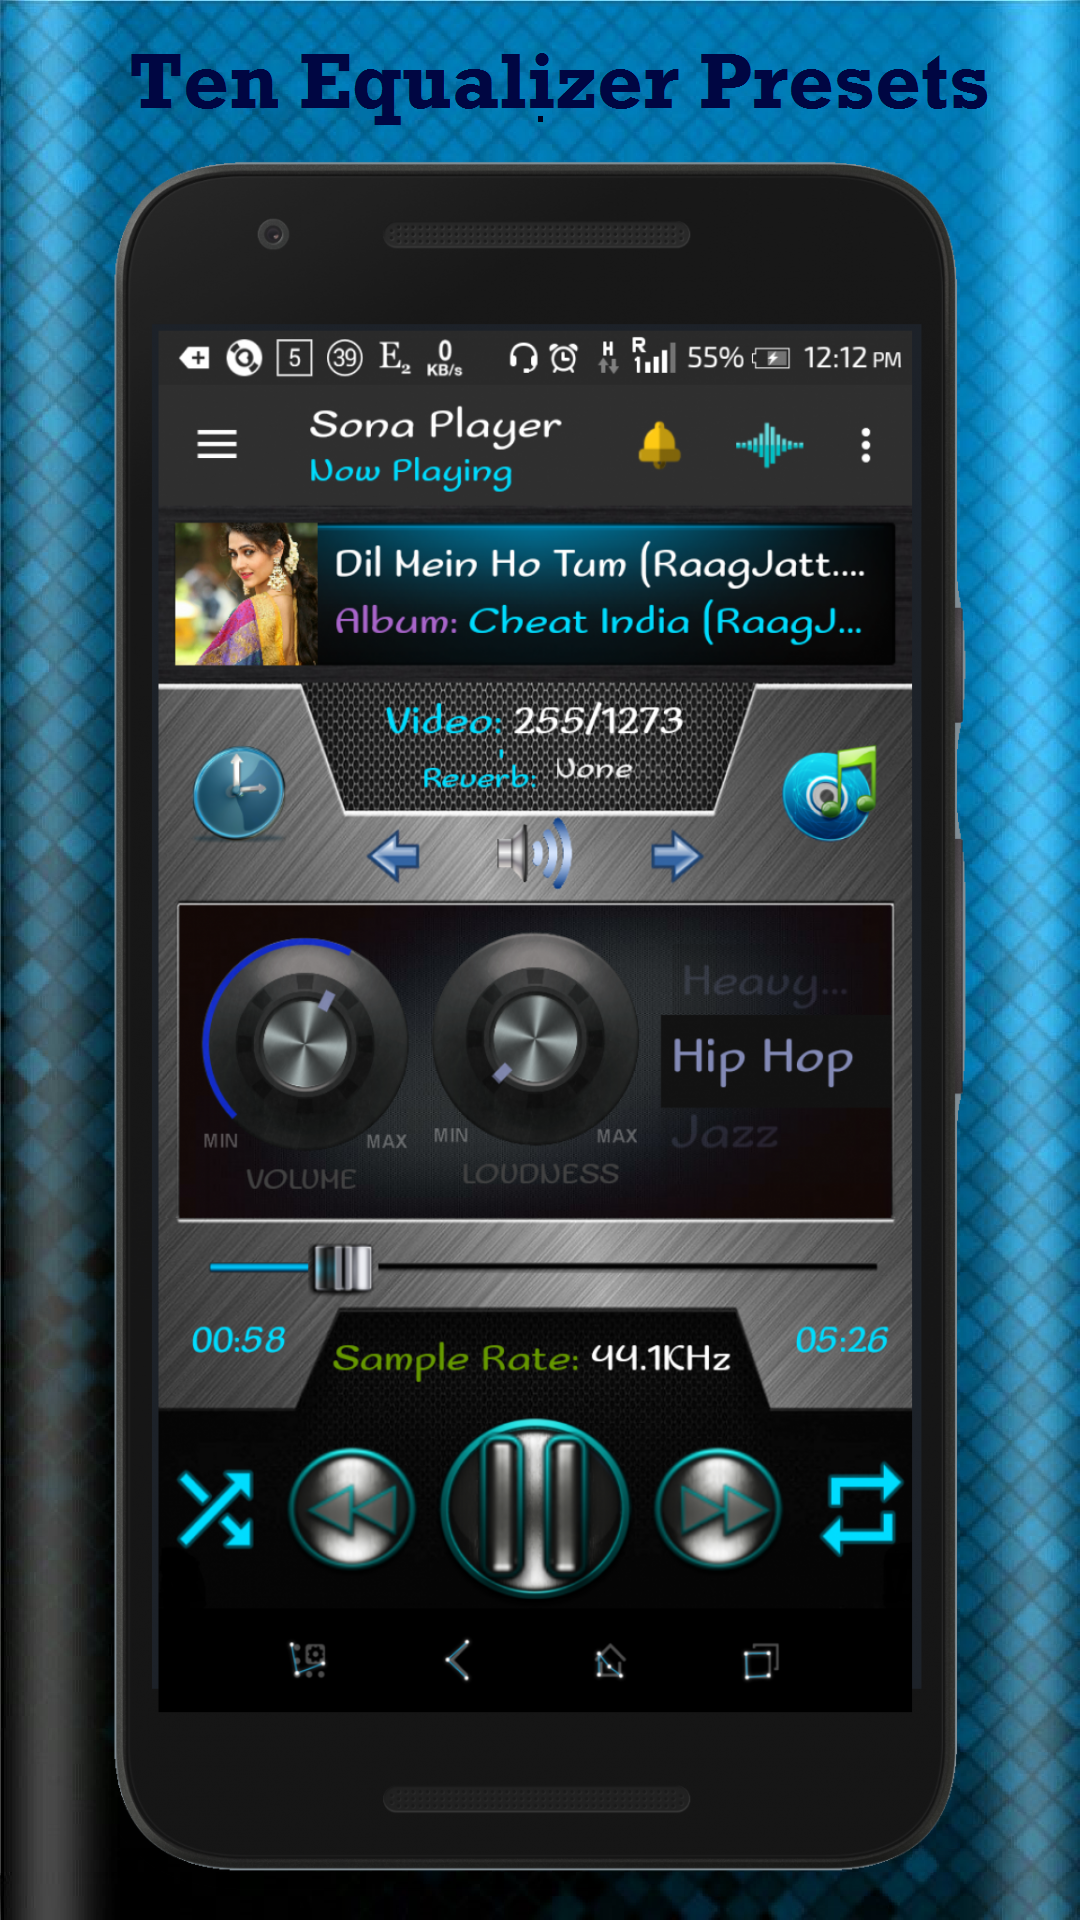 Ten Equalizer Presets
5 39 E2 0 KB/s H R 55% 12:12 PM
Sona Player
Now Playing
Dil Mein Ho Tum (RaagJatt....
Album: Cheat India (RaagJ...
Video: 255/1273
Reverb: None
Heavy...
Hip Hop
Jazz
MIN MAX MIN MAX
VOLUME LOUDNESS
00:58 05:26
Sample Rate: 44.1KHz